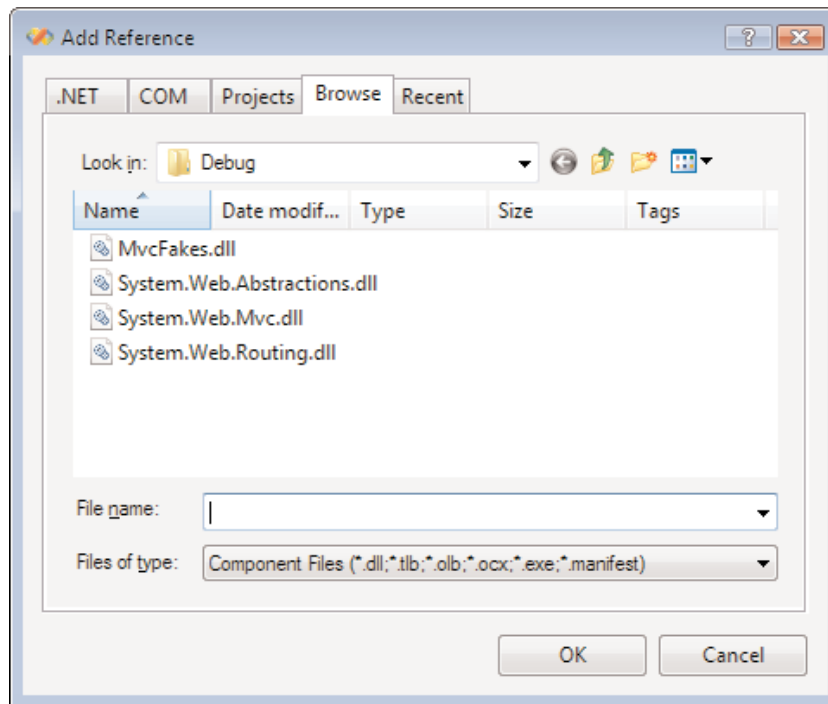 Add Reference
.NET COM Projects Browse Recent
Look in: Debug
Name Date modif... Type Size Tags
MvcFakes.dll
System.Web.Abstractions.dll
System.Web.Mvc.dll
System.Web.Routing.dll
File name:
Files of type: Component Files (*.dll;*.tlb;*.olb;*.ocx;*.exe;*.manifest)
OK Cancel